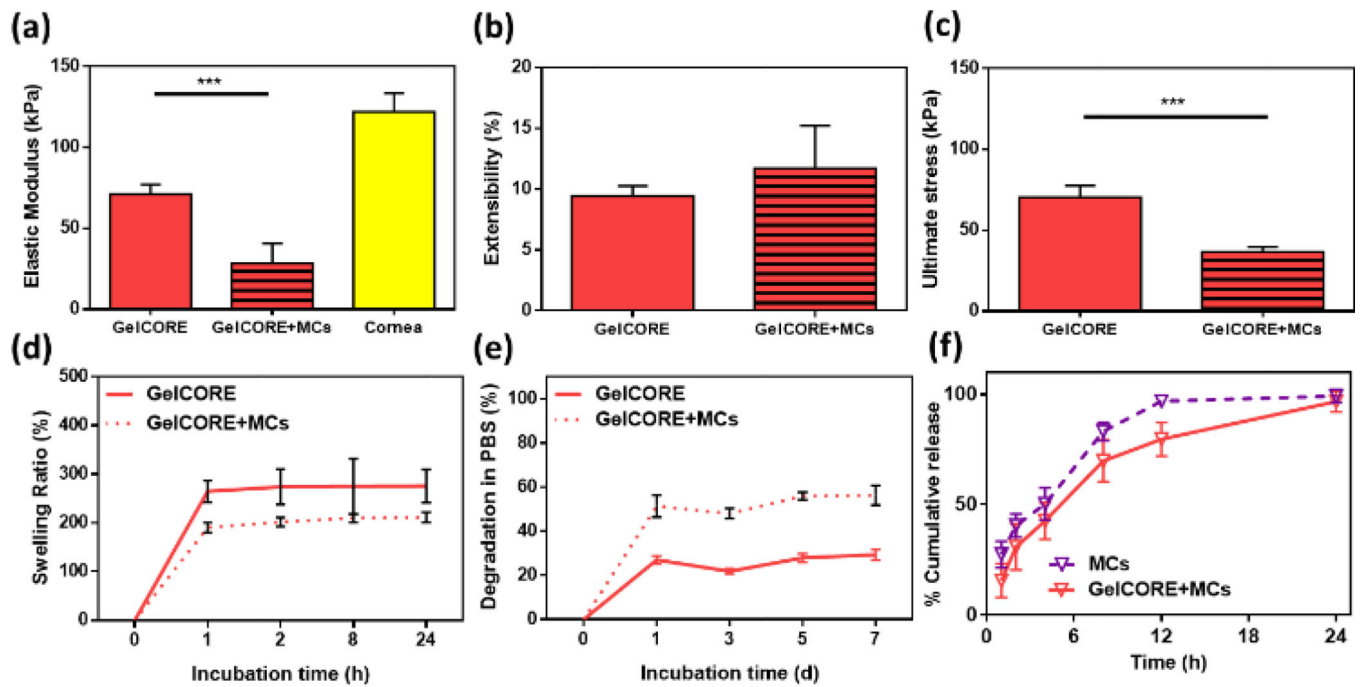 (a)
Elastic Modulus (kPa)
150
100
50
0
***
GelCORE
GelCORE+MCs
Cornea
(b)
Extensibility (%)
20
15
10
5
0
GelCORE
GelCORE+MCs
(c)
Ultimate stress (kPa)
150
100
50
0
***
GelCORE
GelCORE+MCs
(d)
Swelling Ratio (%)
500
400
300
200
100
0
GelCORE
GelCORE+MCs
0 1 2 8 24
Incubation time (h)
(e)
Degradation in PBS (%)
100
80
60
40
20
0
GelCORE
GelCORE+MCs
0 1 3 5 7
Incubation time (d)
(f)
% Cumulative release
100
50
0
MCs
GelCORE+MCs
0 6 12 18 24
Time (h)